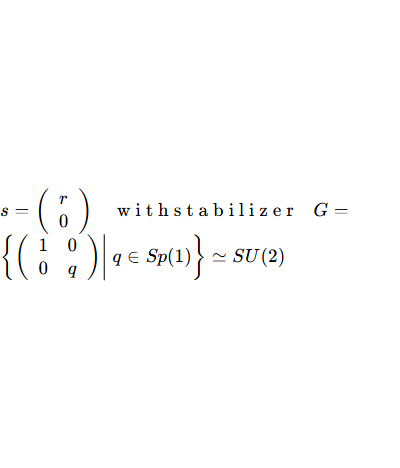 s = ( r 0 ) w i t h s t a b i l i z e r G =
{ ( 1 0 0 q ) | q ∈ Sp(1) } ≃ SU(2)